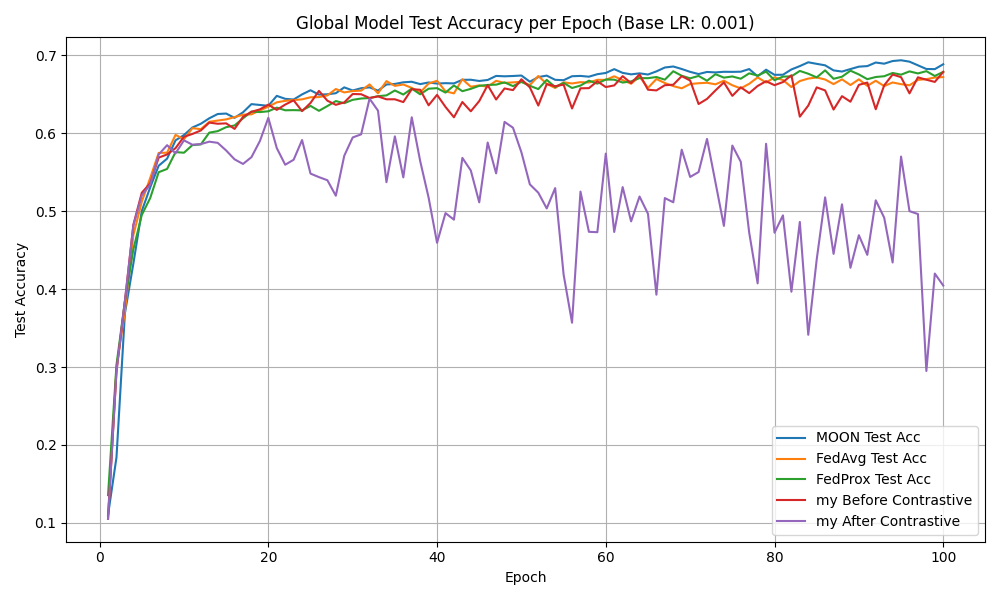 Global Model Test Accuracy per Epoch (Base LR: 0.001)
Test Accuracy
0.7
0.6
0.5
0.4
0.3
0.2
0.1
MOON Test Acc
FedAvg Test Acc
FedProx Test Acc
my Before Contrastive
my After Contrastive
0 20 40 60 80 100
Epoch